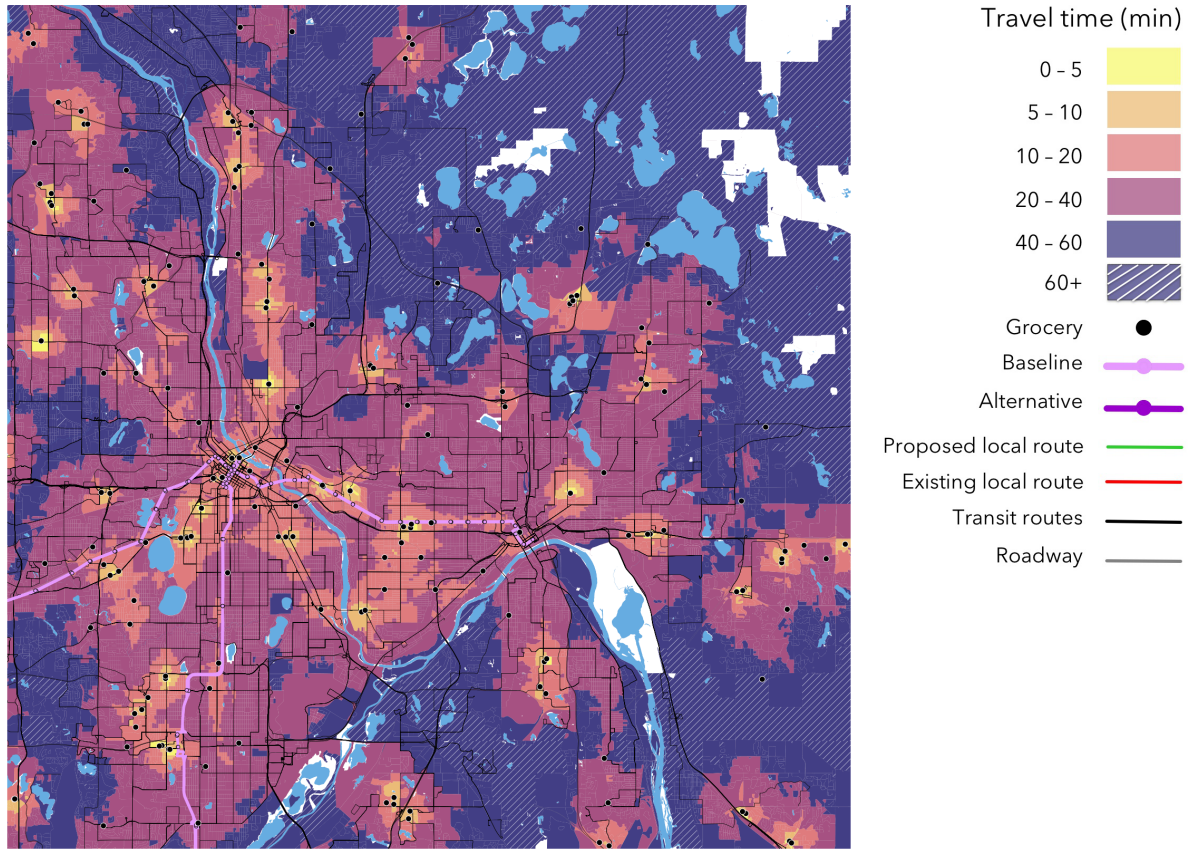 Travel time (min)
0 – 5
5 – 10
10 – 20
20 – 40
40 – 60
60+
Grocery
Baseline
Alternative
Proposed local route
Existing local route
Transit routes
Roadway